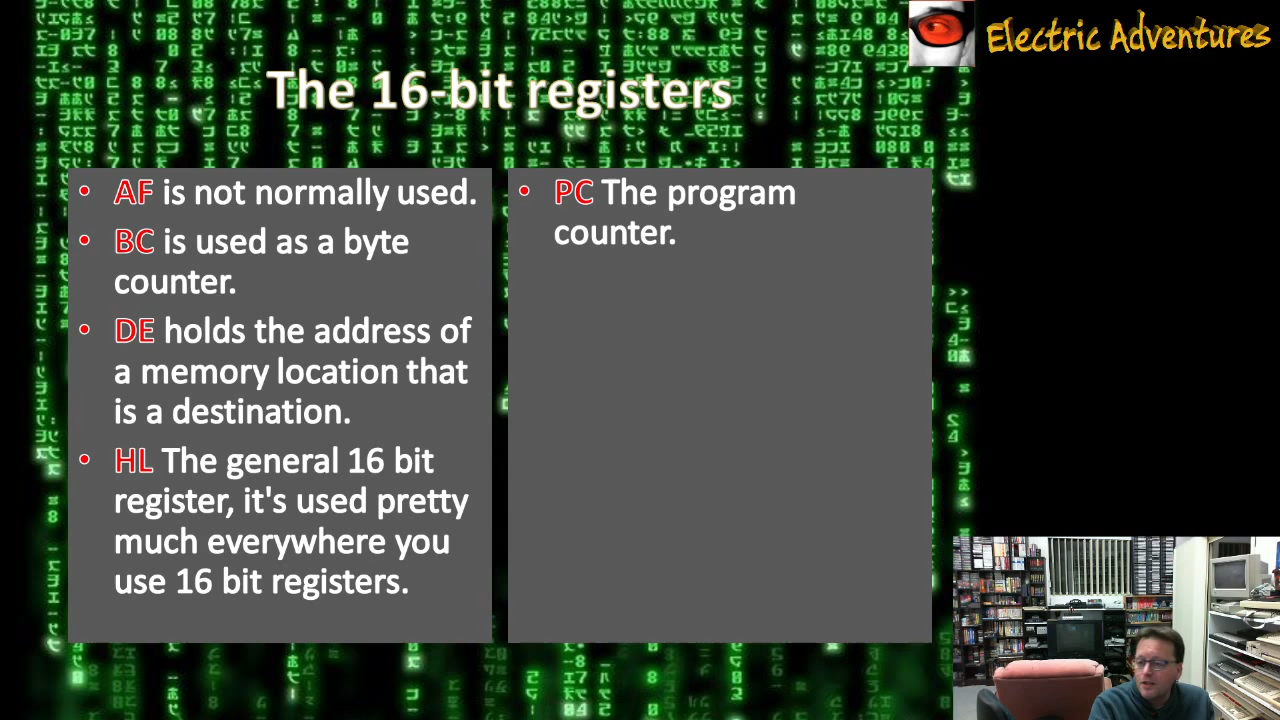 Electric Adventures
The 16-bit registers
• AF is not normally used.
• BC is used as a byte
counter.
• DE holds the address of
a memory location that
is a destination.
• HL The general 16 bit
register, it's used pretty
much everywhere you
use 16 bit registers.
• PC The program
counter.